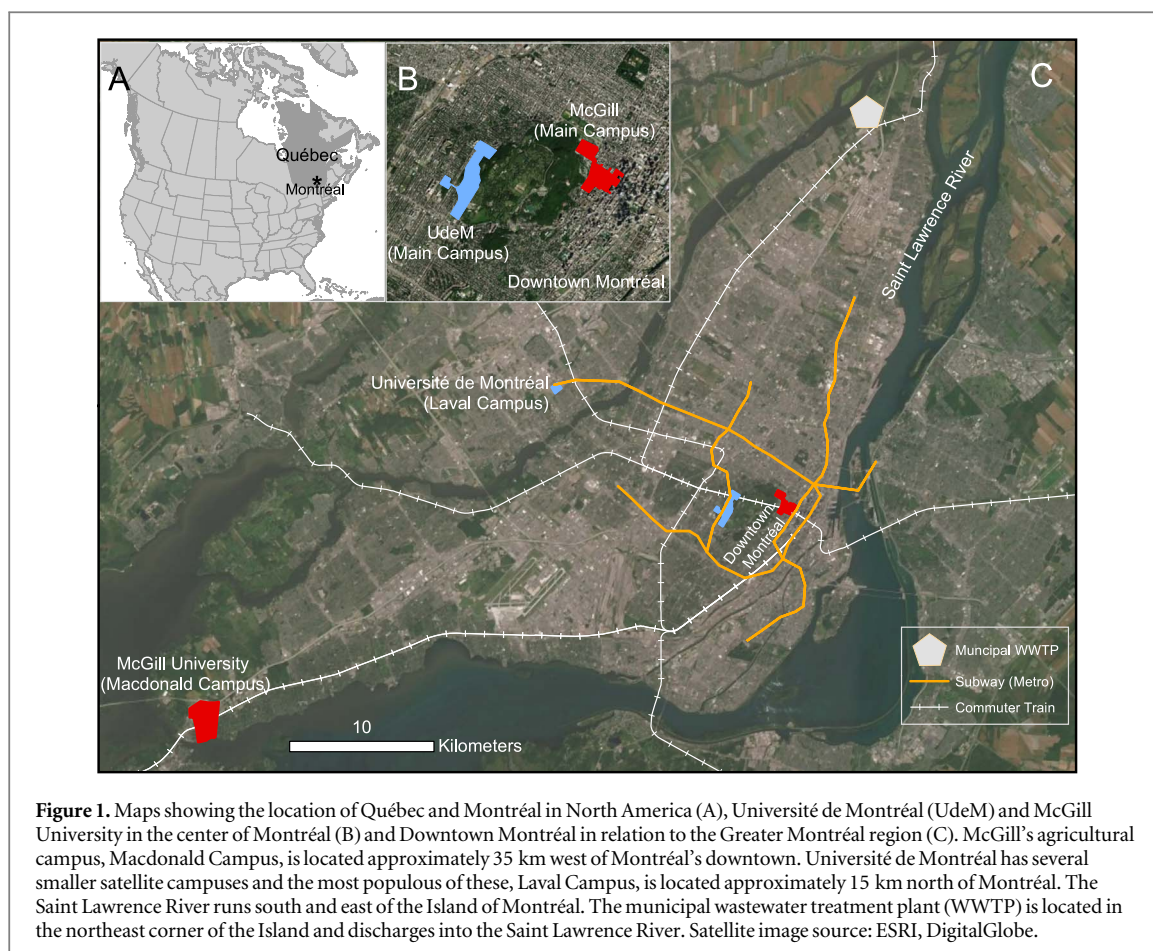 A
Québec
Montréal
*
B
McGill
(Main Campus)
UdeM
(Main Campus)
Downtown Montréal
C
Saint Lawrence River
Université de Montréal
(Laval Campus)
Downtown
Montréal
McGill University
(Macdonald Campus)
10
Kilometers
Muncipal WWTP
Subway (Metro)
Commuter Train
Figure 1. Maps showing the location of Québec and Montréal in North America (A), Université de Montréal (UdeM) and McGill
University in the center of Montréal (B) and Downtown Montréal in relation to the Greater Montréal region (C). McGill's agricultural
campus, Macdonald Campus, is located approximately 35 km west of Montréal's downtown. Université de Montréal has several
smaller satellite campuses and the most populous of these, Laval Campus, is located approximately 15 km north of Montréal. The
Saint Lawrence River runs south and east of the Island of Montréal. The municipal wastewater treatment plant (WWTP) is located in
the northeast corner of the Island and discharges into the Saint Lawrence River. Satellite image source: ESRI, DigitalGlobe.